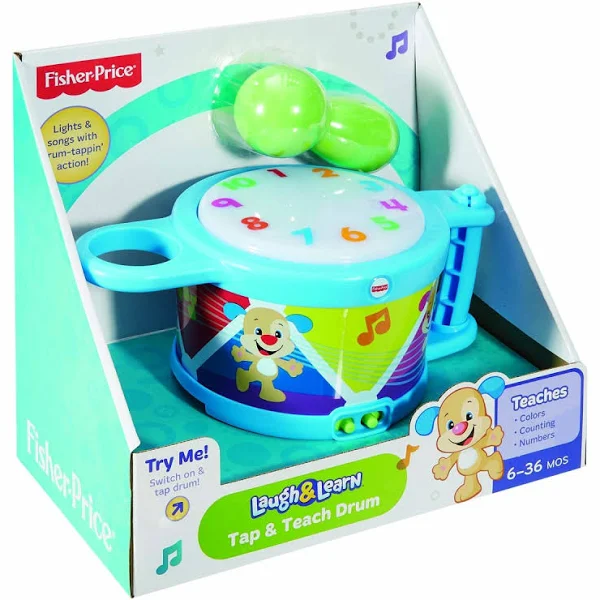 Fisher-Price
Lights &
songs with
rum-tappin'
action!
10 1 2 3 4 5 6 7 8 9
Fisher-Price
Try Me!
Switch on &
tap drum!
Laugh&Learn
Tap & Teach Drum
Teaches
• Colors
• Counting
• Numbers
6–36 MOS
Fisher-Price